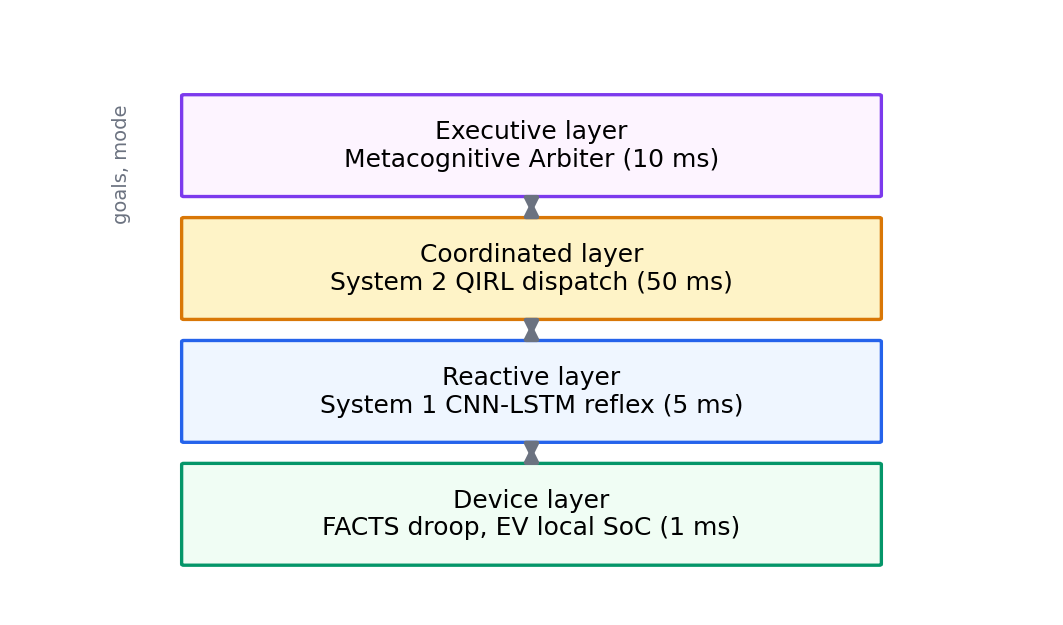 goals, mode
Executive layer
Metacognitive Arbiter (10 ms)
Coordinated layer
System 2 QIRL dispatch (50 ms)
Reactive layer
System 1 CNN-LSTM reflex (5 ms)
Device layer
FACTS droop, EV local SoC (1 ms)